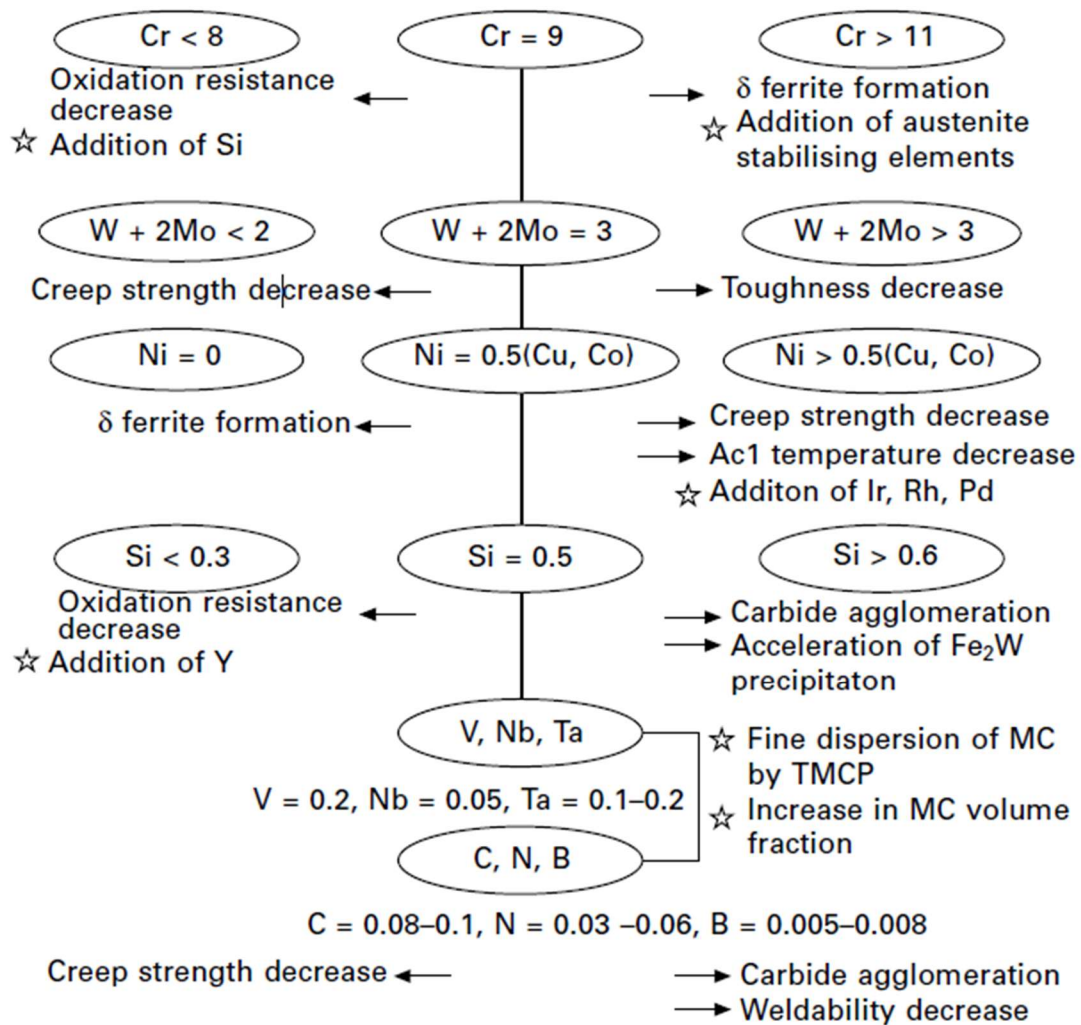 Cr < 8
Cr = 9
Cr > 11
Oxidation resistance
decrease
☆ Addition of Si
δ ferrite formation
☆ Addition of austenite
stabilising elements
W + 2Mo < 2
W + 2Mo = 3
W + 2Mo > 3
Creep strength decrease
Toughness decrease
Ni = 0
Ni = 0.5(Cu, Co)
Ni > 0.5(Cu, Co)
δ ferrite formation
Creep strength decrease
Ac1 temperature decrease
☆ Additon of Ir, Rh, Pd
Si < 0.3
Si = 0.5
Si > 0.6
Oxidation resistance
decrease
☆ Addition of Y
Carbide agglomeration
Acceleration of Fe₂W
precipitaton
V, Nb, Ta
☆ Fine dispersion of MC
by TMCP
V = 0.2, Nb = 0.05, Ta = 0.1–0.2
☆ Increase in MC volume
fraction
C, N, B
C = 0.08–0.1, N = 0.03 –0.06, B = 0.005–0.008
Creep strength decrease
Carbide agglomeration
Weldability decrease